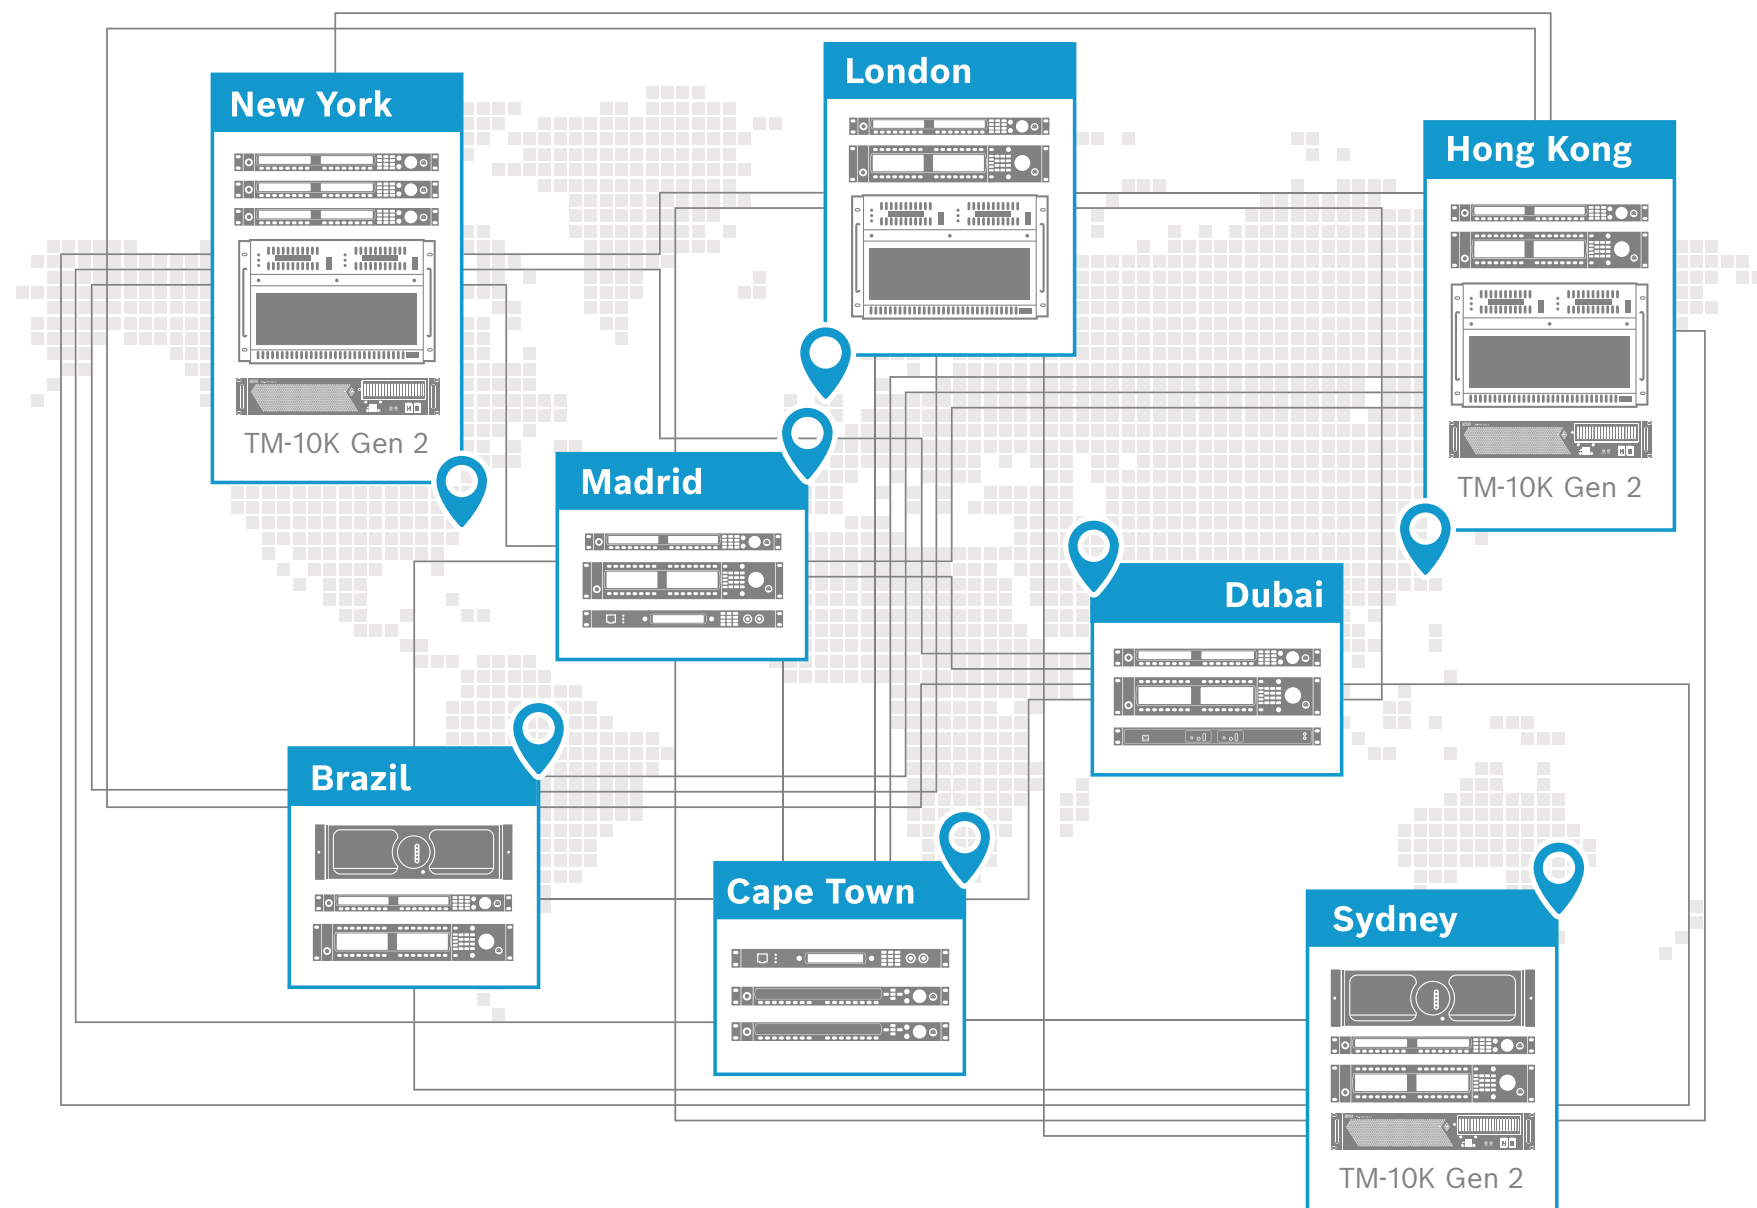 London
New York
Hong Kong
TM-10K Gen 2
Madrid
TM-10K Gen 2
Dubai
Brazil
Cape Town
Sydney
TM-10K Gen 2